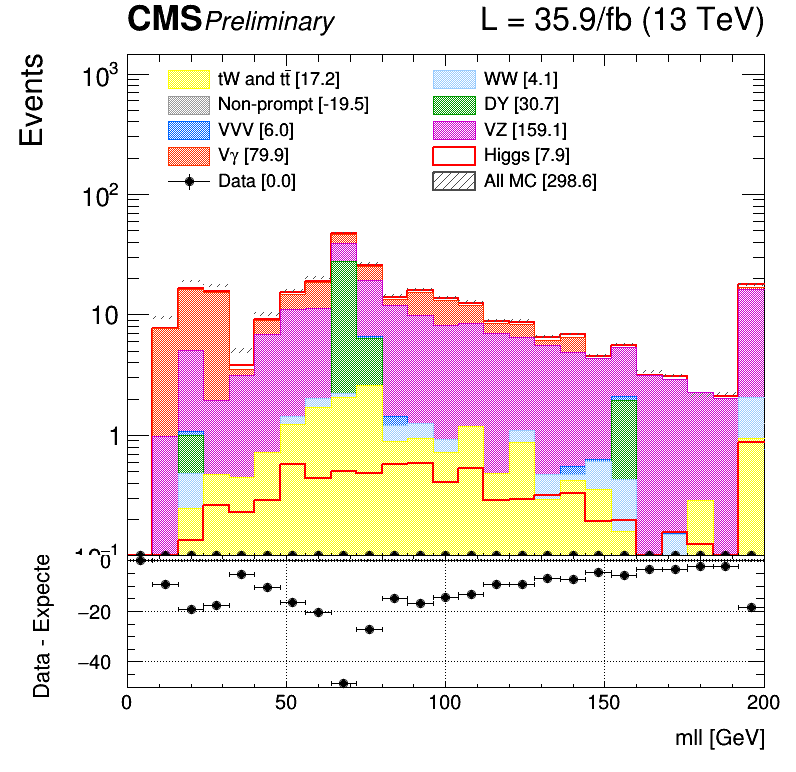 CMS Preliminary L = 35.9/fb (13 TeV)
Events
10³
10²
10
1
10⁻¹
tW and tt̄ [17.2]
Non-prompt [-19.5]
VVV [6.0]
Vγ [79.9]
Data [0.0]
WW [4.1]
DY [30.7]
VZ [159.1]
Higgs [7.9]
All MC [298.6]
Data - Expecte
0
−20
−40
0 50 100 150 200
mll [GeV]